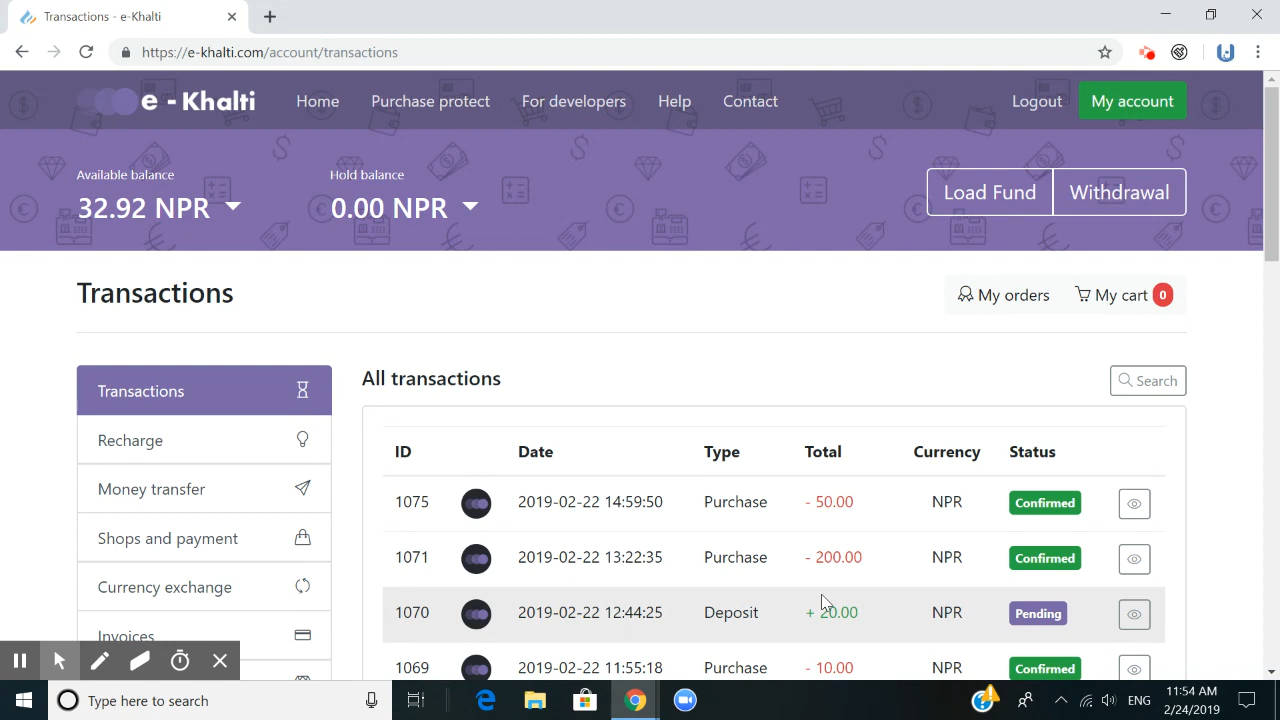 Transactions - e-Khalti
https://e-khalti.com/account/transactions
e - Khalti Home Purchase protect For developers Help Contact Logout My account
Available balance Hold balance
32.92 NPR 0.00 NPR Load Fund Withdrawal
Transactions My orders My cart 0
Transactions
Recharge
Money transfer
Shops and payment
Currency exchange
Invoices
All transactions Search
ID Date Type Total Currency Status
1075 2019-02-22 14:59:50 Purchase - 50.00 NPR Confirmed
1071 2019-02-22 13:22:35 Purchase - 200.00 NPR Confirmed
1070 2019-02-22 12:44:25 Deposit + 20.00 NPR Pending
1069 2019-02-22 11:55:18 Purchase - 10.00 NPR Confirmed
Type here to search ENG 11:54 AM
2/24/2019